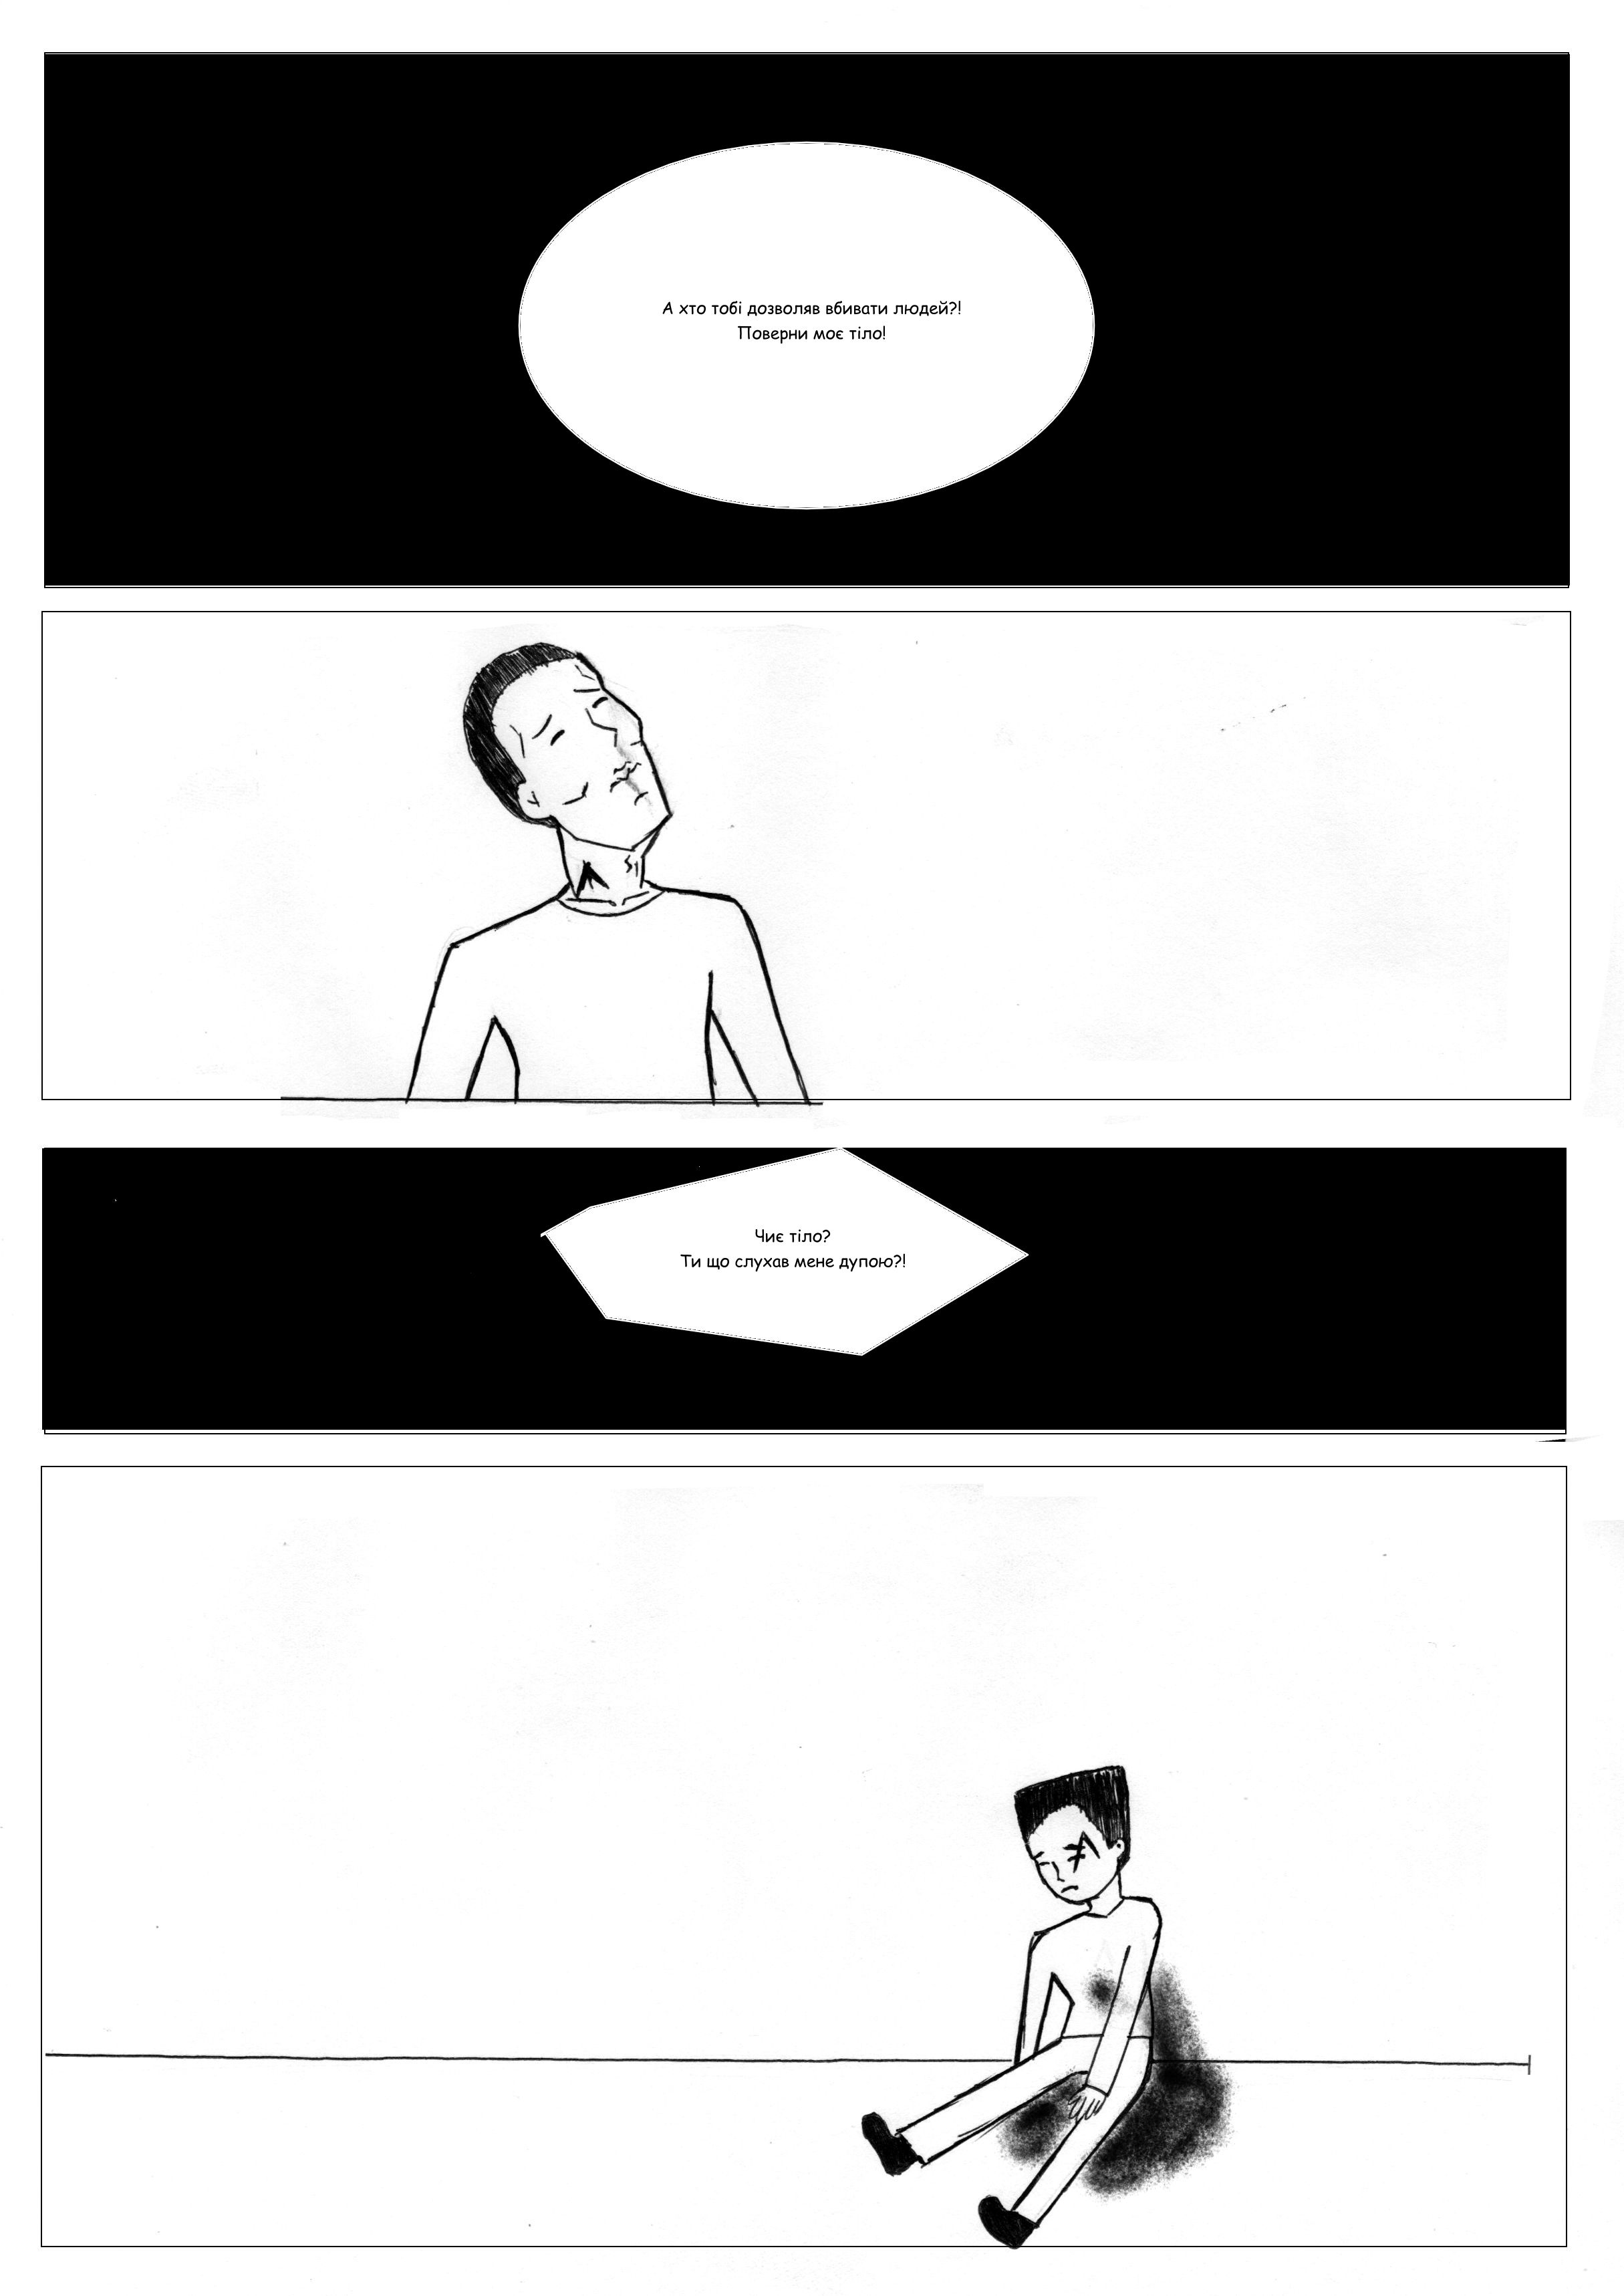 А хто тобі дозволяв вбивати людей?!
Поверни моє тіло!
Чиє тіло?
Ти що слухав мене дупою?!